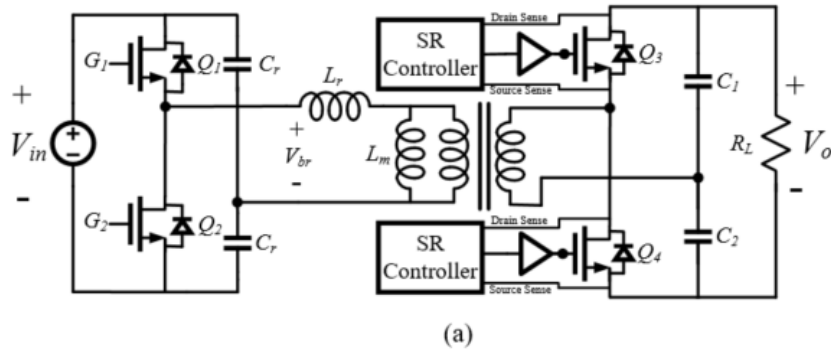 Drain Sense
SR
Controller
Source Sense
G1
Q1
Cr
Lr
Q3
C1
+
Vin
-
+
Vbr
-
Lm
RL
+
Vo
-
G2
Q2
Cr
Drain Sense
SR
Controller
Source Sense
Q4
C2
(a)